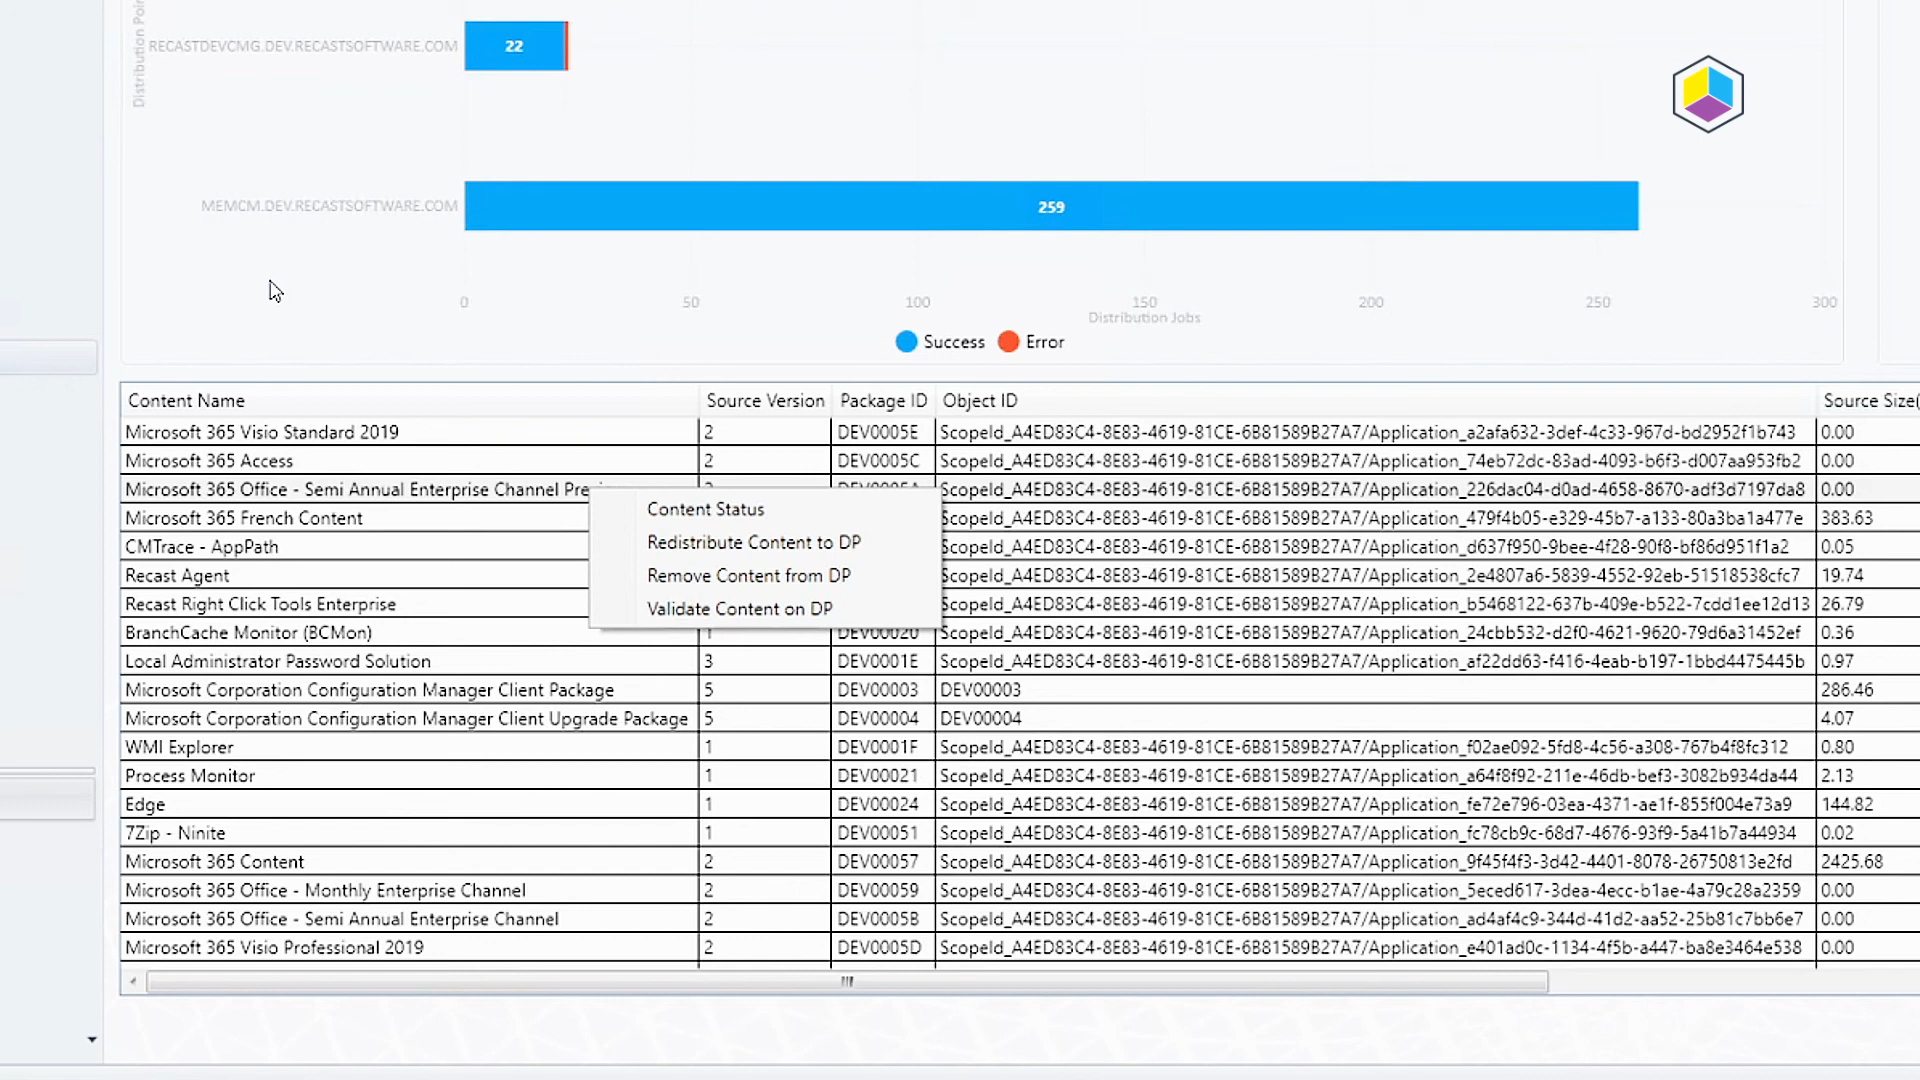 Distribution Poin
RECASTDEVCMG.DEV.RECASTSOFTWARE.COM
22
MEMCM.DEV.RECASTSOFTWARE.COM
259
0 50 100 150 200 250 300
Distribution Jobs
Success Error
Content Name Source Version Package ID Object ID Source Size(
Microsoft 365 Visio Standard 2019 2 DEV0005E ScopeId_A4ED83C4-8E83-4619-81CE-6B81589B27A7/Application_a2afa632-3def-4c33-967d-bd2952f1b743 0.00
Microsoft 365 Access 2 DEV0005C ScopeId_A4ED83C4-8E83-4619-81CE-6B81589B27A7/Application_74eb72dc-83ad-4093-b6f3-d007aa953fb2 0.00
Microsoft 365 Office - Semi Annual Enterprise Channel ScopeId_A4ED83C4-8E83-4619-81CE-6B81589B27A7/Application_226dac04-d0ad-4658-8670-adf3d7197da8 0.00
Microsoft 365 French Content ScopeId_A4ED83C4-8E83-4619-81CE-6B81589B27A7/Application_479f4b05-e329-45b7-a133-80a3ba1a477e 383.63
CMTrace - AppPath ScopeId_A4ED83C4-8E83-4619-81CE-6B81589B27A7/Application_d637f950-9bee-4f28-90f8-bf86d951f1a2 0.05
Recast Agent ScopeId_A4ED83C4-8E83-4619-81CE-6B81589B27A7/Application_2e4807a6-5839-4552-92eb-51518538cfc7 19.74
Recast Right Click Tools Enterprise ScopeId_A4ED83C4-8E83-4619-81CE-6B81589B27A7/Application_b5468122-637b-409e-b522-7cdd1ee12d13 26.79
BranchCache Monitor (BCMon) 1 DEV00020 ScopeId_A4ED83C4-8E83-4619-81CE-6B81589B27A7/Application_24cbb532-d2f0-4621-9620-79d6a31452ef 0.36
Local Administrator Password Solution 3 DEV0001E ScopeId_A4ED83C4-8E83-4619-81CE-6B81589B27A7/Application_af22dd63-f416-4eab-b197-1bbd4475445b 0.97
Microsoft Corporation Configuration Manager Client Package 5 DEV00003 DEV00003 286.46
Microsoft Corporation Configuration Manager Client Upgrade Package 5 DEV00004 DEV00004 4.07
WMI Explorer 1 DEV0001F ScopeId_A4ED83C4-8E83-4619-81CE-6B81589B27A7/Application_f02ae092-5fd8-4c56-a308-767b4f8fc312 0.80
Process Monitor 1 DEV00021 ScopeId_A4ED83C4-8E83-4619-81CE-6B81589B27A7/Application_a64f8f92-211e-46db-bef3-3082b934da44 2.13
Edge 1 DEV00024 ScopeId_A4ED83C4-8E83-4619-81CE-6B81589B27A7/Application_fe72e796-03ea-4371-ae1f-855f004e73a9 144.82
7Zip - Ninite 1 DEV00051 ScopeId_A4ED83C4-8E83-4619-81CE-6B81589B27A7/Application_fc78cb9c-68d7-4676-93f9-5a41b7a44934 0.02
Microsoft 365 Content 2 DEV00057 ScopeId_A4ED83C4-8E83-4619-81CE-6B81589B27A7/Application_9f45f4f3-3d42-4401-8078-26750813e2fd 2425.68
Microsoft 365 Office - Monthly Enterprise Channel 2 DEV00059 ScopeId_A4ED83C4-8E83-4619-81CE-6B81589B27A7/Application_5eced617-3dea-4ecc-b1ae-4a79c28a2359 0.00
Microsoft 365 Office - Semi Annual Enterprise Channel 2 DEV0005B ScopeId_A4ED83C4-8E83-4619-81CE-6B81589B27A7/Application_ad4af4c9-344d-41d2-aa52-25b81c7bb6e7 0.00
Microsoft 365 Visio Professional 2019 2 DEV0005D ScopeId_A4ED83C4-8E83-4619-81CE-6B81589B27A7/Application_e401ad0c-1134-4f5b-a447-ba8e3464e538 0.00
Content Status
Redistribute Content to DP
Remove Content from DP
Validate Content on DP